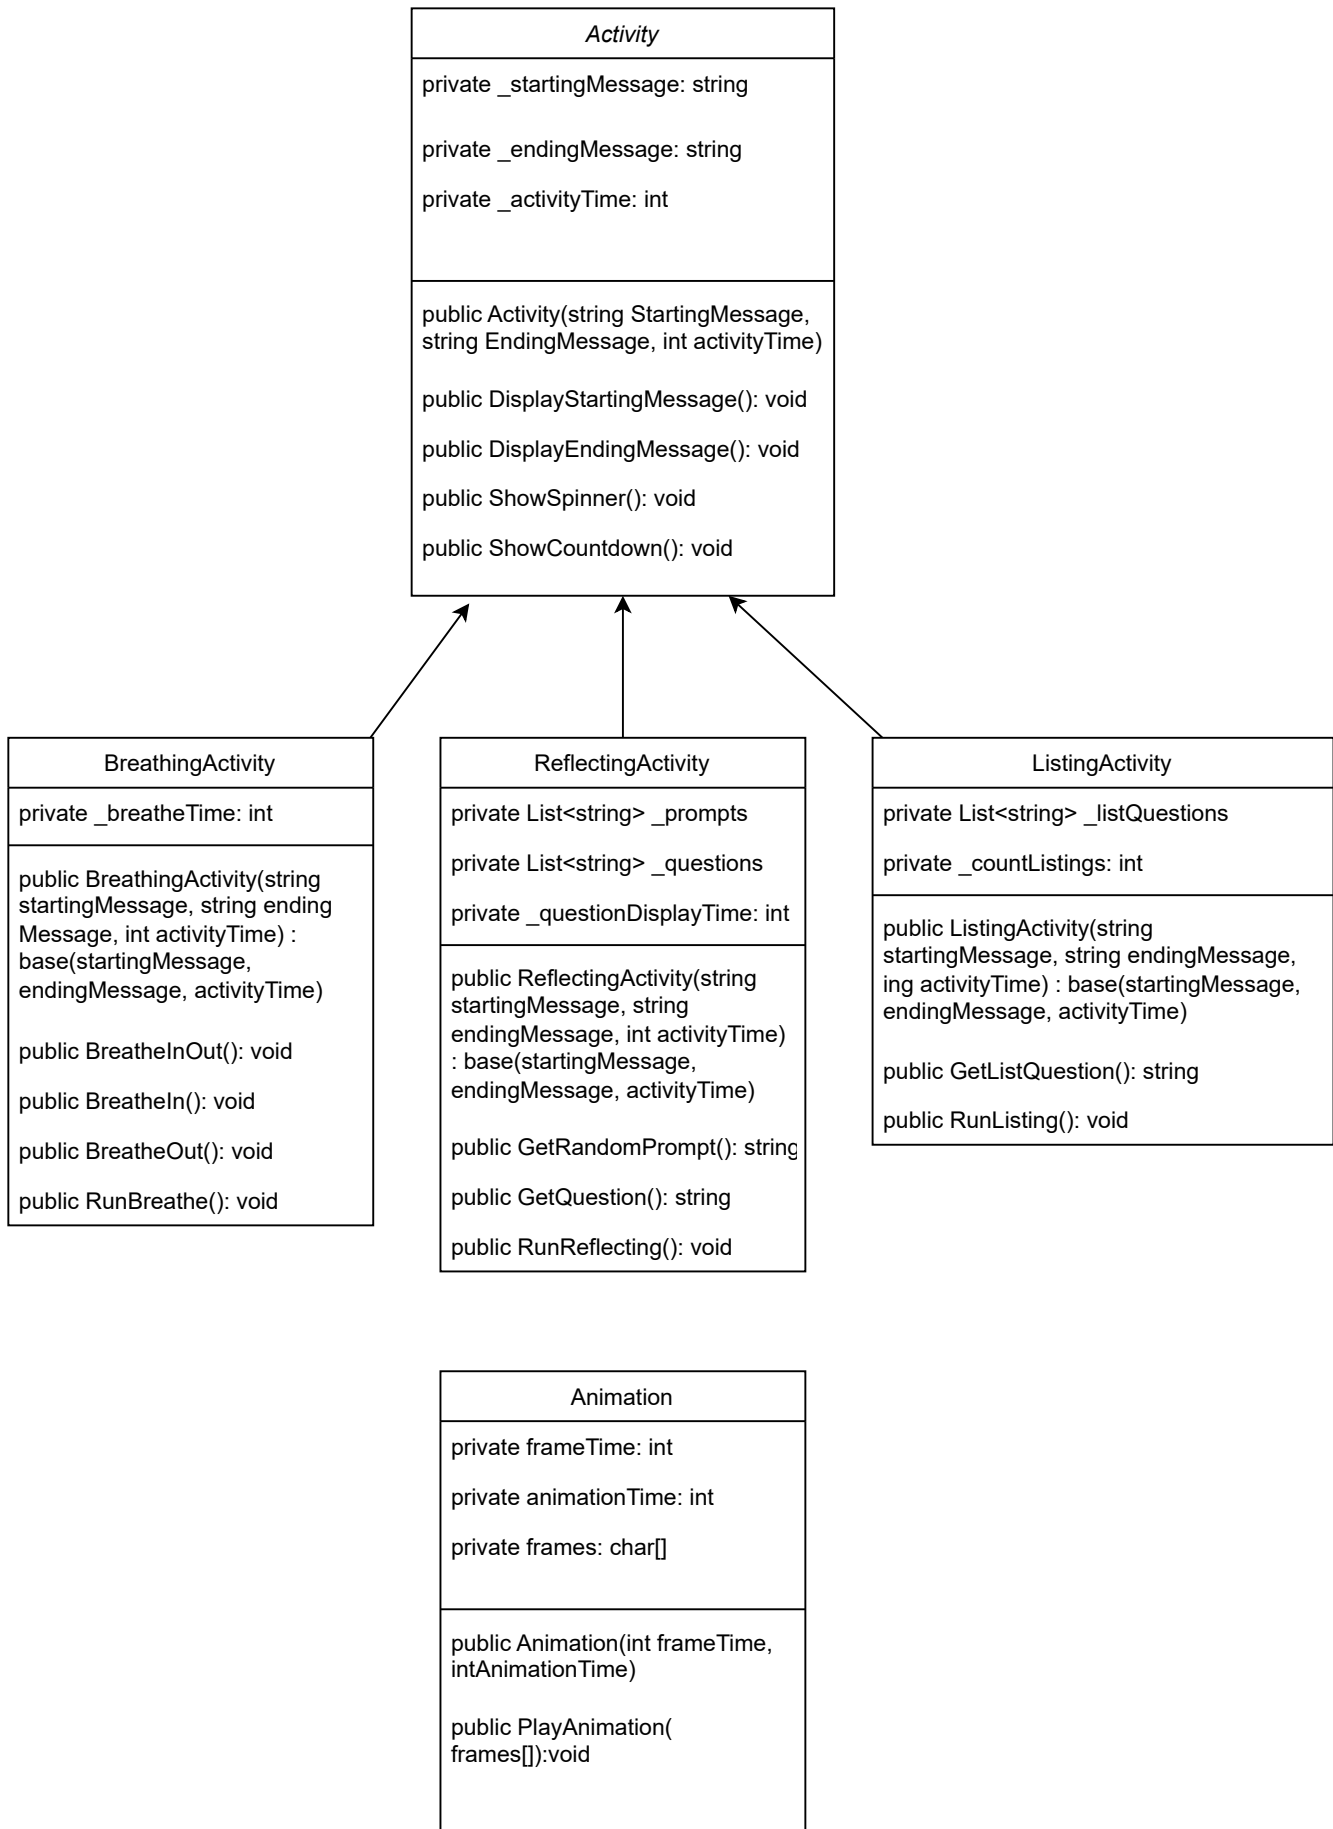 Activity
private _startingMessage: string
private _endingMessage: string
private _activityTime: int
public Activity(string StartingMessage,
string EndingMessage, int activityTime)
public DisplayStartingMessage(): void
public DisplayEndingMessage(): void
public ShowSpinner(): void
public ShowCountdown(): void
BreathingActivity
private _breatheTime: int
public BreathingActivity(string
startingMessage, string ending
Message, int activityTime) :
base(startingMessage,
endingMessage, activityTime)
public BreatheInOut(): void
public BreatheIn(): void
public BreatheOut(): void
public RunBreathe(): void
ReflectingActivity
private List<string> _prompts
private List<string> _questions
private _questionDisplayTime: int
public ReflectingActivity(string
startingMessage, string
endingMessage, int activityTime)
: base(startingMessage,
endingMessage, activityTime)
public GetRandomPrompt(): string
public GetQuestion(): string
public RunReflecting(): void
ListingActivity
private List<string> _listQuestions
private _countListings: int
public ListingActivity(string
startingMessage, string endingMessage,
ing activityTime) : base(startingMessage,
endingMessage, activityTime)
public GetListQuestion(): string
public RunListing(): void
Animation
private frameTime: int
private animationTime: int
private frames: char[]
public Animation(int frameTime,
intAnimationTime)
public PlayAnimation(
frames[]):void